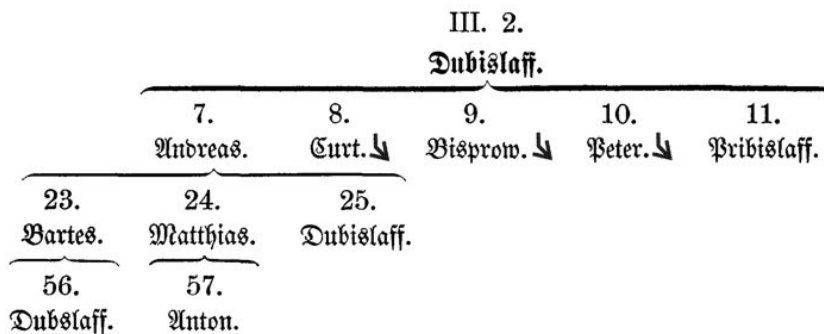 III. 2.
Dubislaff.
7. 8. 9. 10. 11.
Andreas. Curt. Bisprow. Peter. Pribislaff.
23. 24. 25.
Bartes. Matthias. Dubislaff.
56. 57.
Dubslaff. Anton.